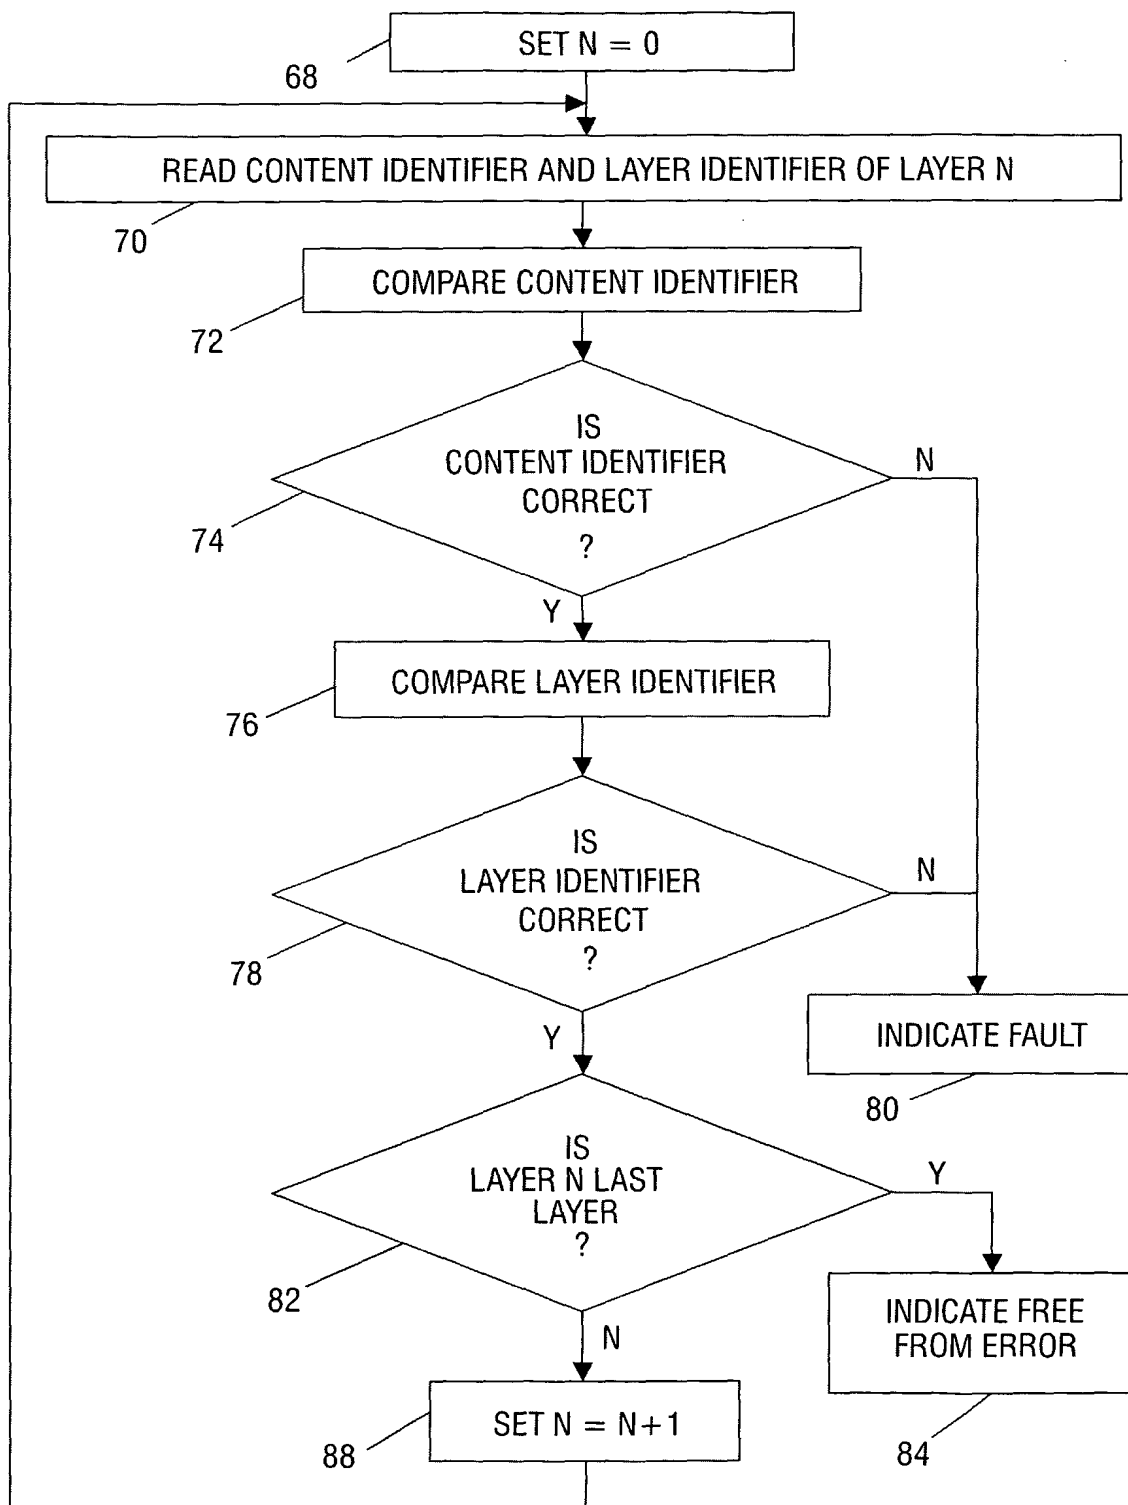 SET N = 0
68
READ CONTENT IDENTIFIER AND LAYER IDENTIFIER OF LAYER N
70
COMPARE CONTENT IDENTIFIER
72
IS
CONTENT IDENTIFIER
CORRECT
?
N
74
Y
COMPARE LAYER IDENTIFIER
76
IS
LAYER IDENTIFIER
CORRECT
?
N
78
Y
INDICATE FAULT
80
IS
LAYER N LAST
LAYER
?
Y
82
INDICATE FREE
FROM ERROR
N
SET N = N+1
88
84